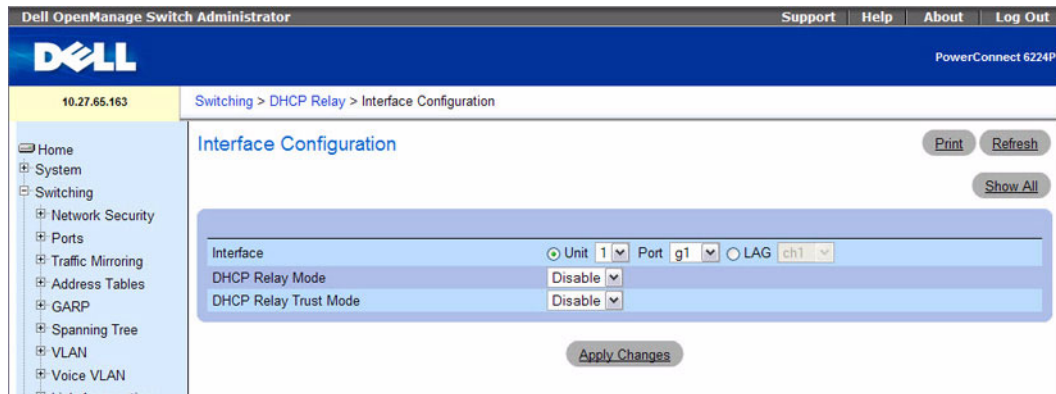 Dell OpenManage Switch Administrator Support Help About Log Out
DELL
PowerConnect 6224P
10.27.65.163 Switching > DHCP Relay > Interface Configuration
Home
System
Switching
Network Security
Ports
Traffic Mirroring
Address Tables
GARP
Spanning Tree
VLAN
Voice VLAN
Interface Configuration
Print Refresh
Show All
Interface Unit 1 Port g1 LAG ch1
DHCP Relay Mode Disable
DHCP Relay Trust Mode Disable
Apply Changes